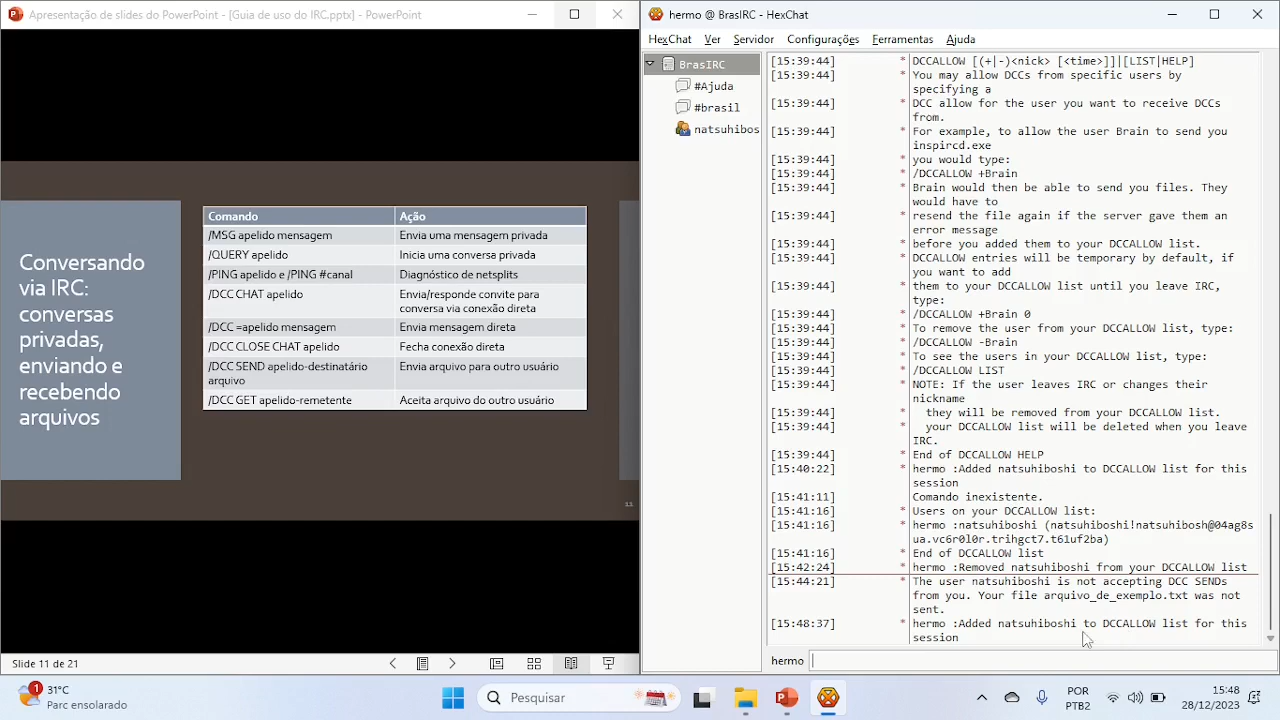 Apresentação de slides do PowerPoint - [Guia de uso do IRC.pptx] - PowerPoint
Conversando
via IRC:
conversas
privadas,
enviando e
recebendo
arquivos
Comando Ação
/MSG apelido mensagem Envia uma mensagem privada
/QUERY apelido Inicia uma conversa privada
/PING apelido e /PING #canal Diagnóstico de netsplits
/DCC CHAT apelido Envia/responde convite para
conversa via conexão direta
/DCC =apelido mensagem Envia mensagem direta
/DCC CLOSE CHAT apelido Fecha conexão direta
/DCC SEND apelido-destinatário Envia arquivo para outro usuário
arquivo
/DCC GET apelido-remetente Aceita arquivo do outro usuário
11
Slide 11 de 21
hermo @ BrasIRC - HexChat
HexChat Ver Servidor Configurações Ferramentas Ajuda
BrasIRC
#Ajuda
#brasil
natsuhibos
[15:39:44] * DCCALLOW [(+|-)<nick> [<time>]]|[LIST|HELP]
[15:39:44] * You may allow DCCs from specific users by
specifying a
[15:39:44] * DCC allow for the user you want to receive DCCs
from.
[15:39:44] * For example, to allow the user Brain to send you
inspircd.exe
[15:39:44] * you would type:
[15:39:44] * /DCCALLOW +Brain
[15:39:44] * Brain would then be able to send you files. They
would have to
[15:39:44] * resend the file again if the server gave them an
error message
[15:39:44] * before you added them to your DCCALLOW list.
[15:39:44] * DCCALLOW entries will be temporary by default, if
you want to add
[15:39:44] * them to your DCCALLOW list until you leave IRC,
type:
[15:39:44] * /DCCALLOW +Brain 0
[15:39:44] * To remove the user from your DCCALLOW list, type:
[15:39:44] * /DCCALLOW -Brain
[15:39:44] * To see the users in your DCCALLOW list, type:
[15:39:44] * /DCCALLOW LIST
[15:39:44] * NOTE: If the user leaves IRC or changes their
nickname
[15:39:44] * they will be removed from your DCCALLOW list.
[15:39:44] * your DCCALLOW list will be deleted when you leave
IRC.
[15:39:44] * End of DCCALLOW HELP
[15:40:22] * hermo :Added natsuhiboshi to DCCALLOW list for this
session
[15:41:11] * Comando inexistente.
[15:41:16] * Users on your DCCALLOW list:
[15:41:16] * hermo :natsuhiboshi (natsuhiboshi!natsuhibosh@04ag8s
ua.vc6r0l0r.trihgct7.t61uf2ba)
[15:41:16] * End of DCCALLOW list
[15:42:24] * hermo :Removed natsuhiboshi from your DCCALLOW list
[15:44:21] * The user natsuhiboshi is not accepting DCC SENDs
from you. Your file arquivo_de_exemplo.txt was not
sent.
[15:48:37] * hermo :Added natsuhiboshi to DCCALLOW list for this
session
hermo
1
31°C
Parc ensolarado
Pesquisar
POR
PTB2
15:48
28/12/2023